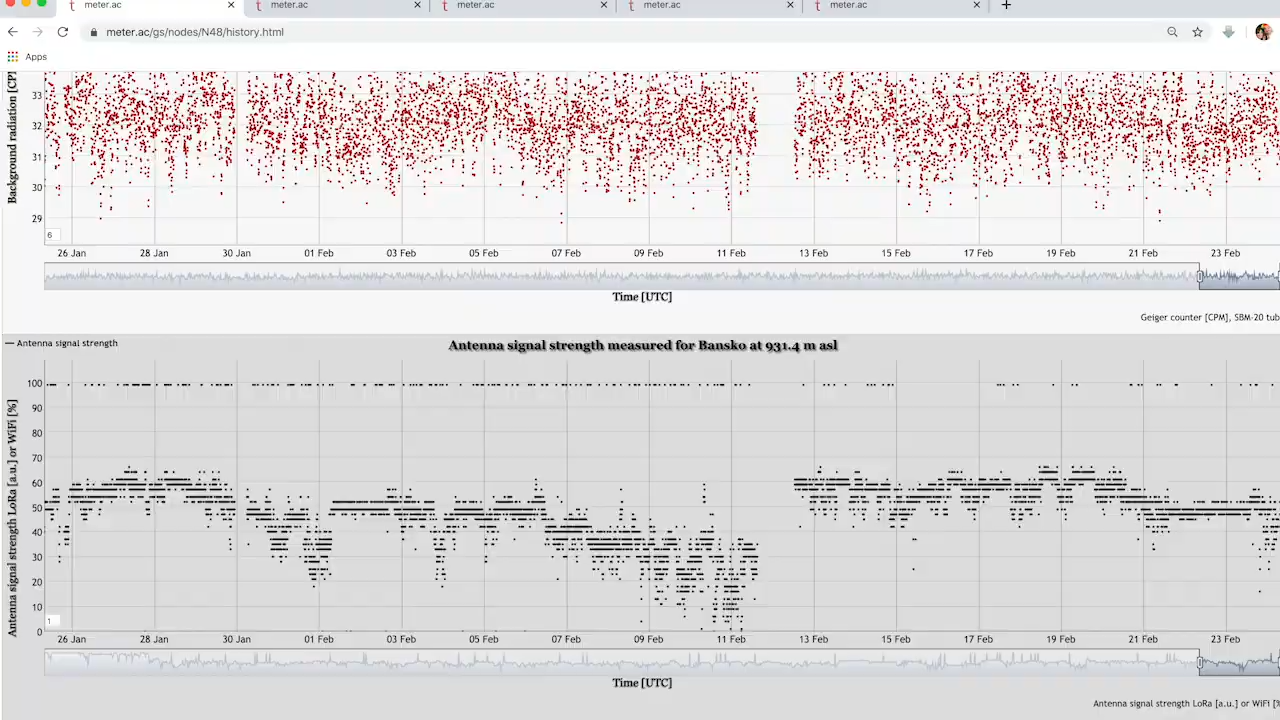 meter.ac meter.ac meter.ac meter.ac meter.ac
meter.ac/gs/nodes/N48/history.html
Apps
Background radiation [CP
33
32
31
30
29
6
26 Jan 28 Jan 30 Jan 01 Feb 03 Feb 05 Feb 07 Feb 09 Feb 11 Feb 13 Feb 15 Feb 17 Feb 19 Feb 21 Feb 23 Feb
Time [UTC]
Geiger counter [CPM], SBM-20 tub
Antenna signal strength
Antenna signal strength measured for Bansko at 931.4 m asl
Antenna signal strength LoRa [a.u.] or WiFi [%]
100
90
80
70
60
50
40
30
20
10
0
1
26 Jan 28 Jan 30 Jan 01 Feb 03 Feb 05 Feb 07 Feb 09 Feb 11 Feb 13 Feb 15 Feb 17 Feb 19 Feb 21 Feb 23 Feb
Time [UTC]
Antenna signal strength LoRa [a.u.] or WiFi [%